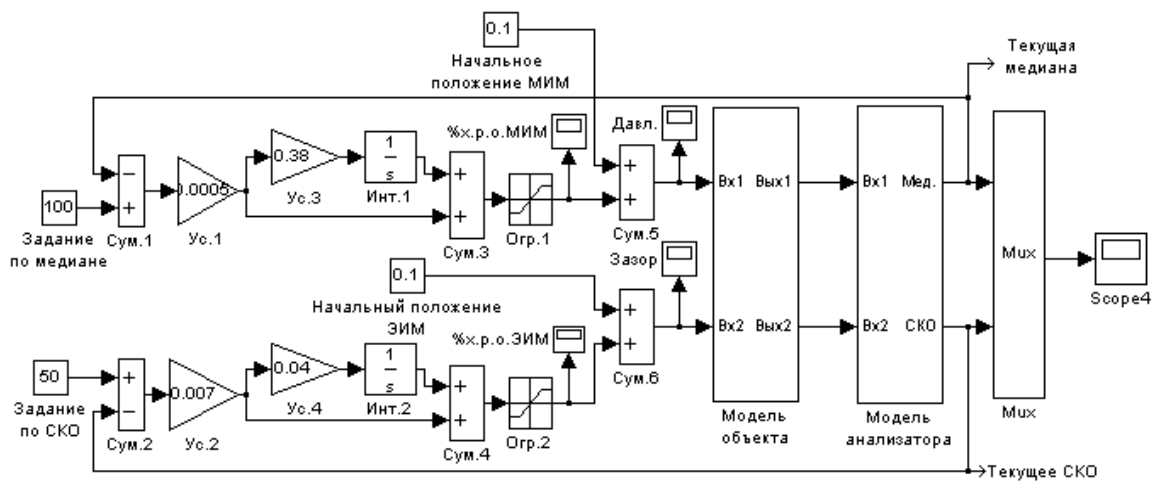 0.1
Начальное
положение МИМ
Текущая
медиана
%х.р.о.МИМ
Давл.
0.38
1
s
Ус.3
Инт.1
−
+
0.0005
100
Задание
по медиане
Сум.1
Ус.1
+
+
Сум.3
Огр.1
+
+
Сум.5
Вх1 Вых1
Вх1 Мед.
Зазор
0.1
Начальный положение
ЭИМ
%х.р.о.ЭИМ
Mux
Scope4
+
+
Сум.6
Вх2 Вых2
Вх2 СКО
50
Задание
по СКО
+
−
Сум.2
0.007
Ус.2
0.04
Ус.4
1
s
Инт.2
+
+
Сум.4
Огр.2
Модель
объекта
Модель
анализатора
Mux
Текущее СКО